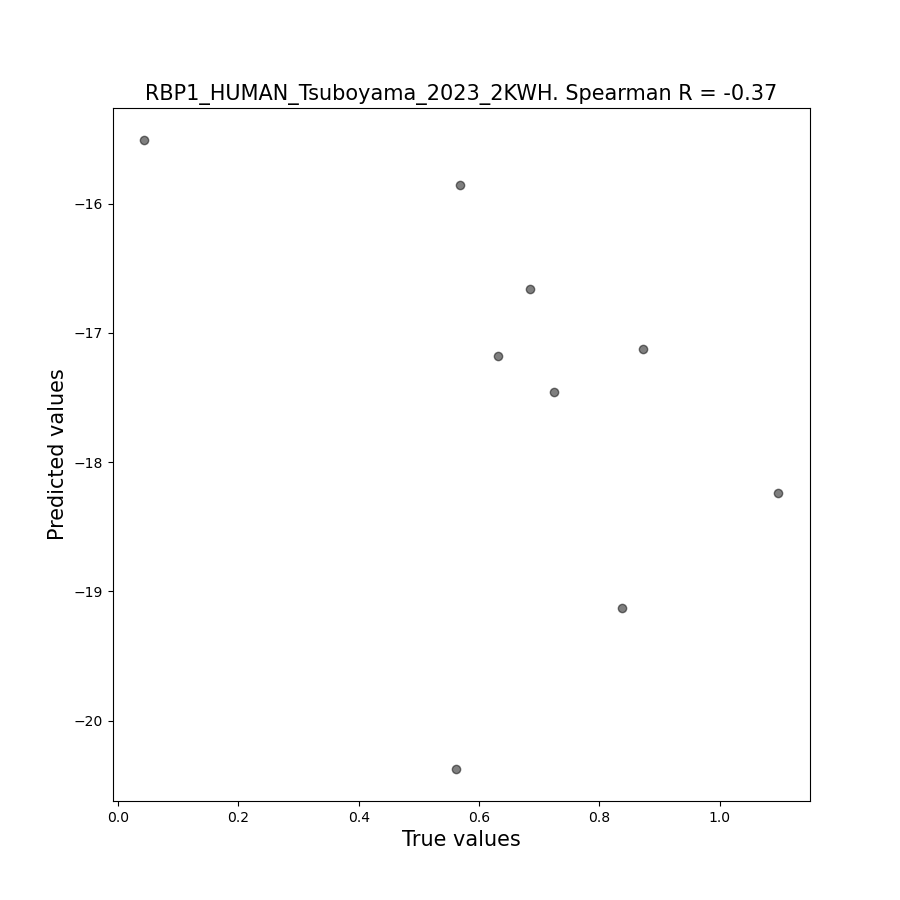 RBP1_HUMAN_Tsuboyama_2023_2KWH. Spearman R = -0.37
Predicted values
−16
−17
−18
−19
−20
0.0 0.2 0.4 0.6 0.8 1.0
True values